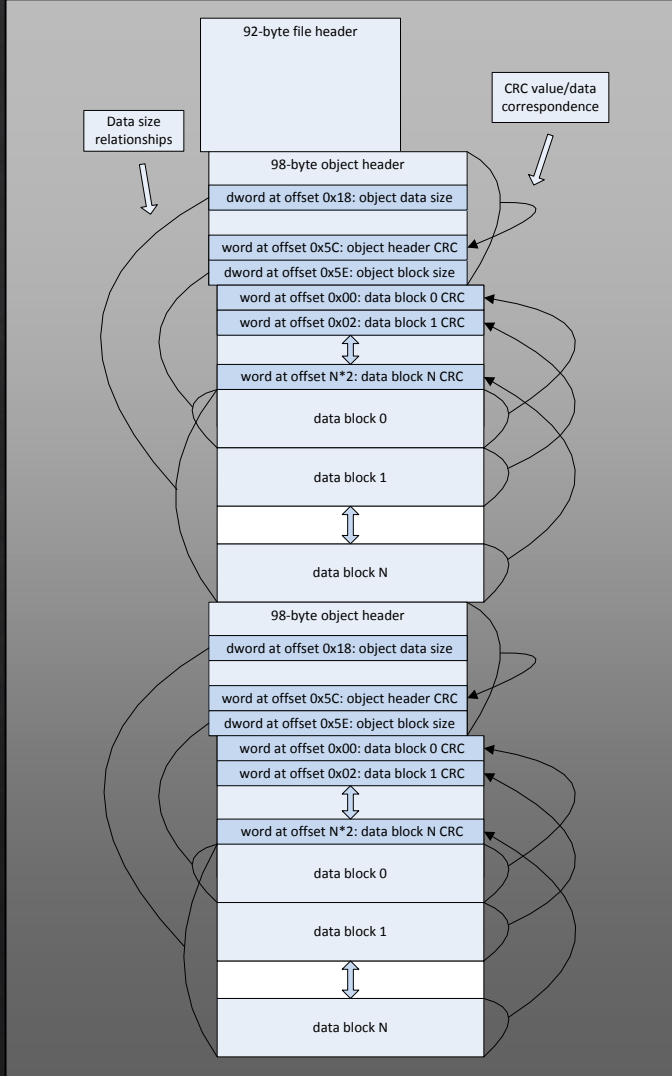 92-byte file header
Data size
relationships
CRC value/data
correspondence
98-byte object header
dword at offset 0x18: object data size
word at offset 0x5C: object header CRC
dword at offset 0x5E: object block size
word at offset 0x00: data block 0 CRC
word at offset 0x02: data block 1 CRC
word at offset N*2: data block N CRC
data block 0
data block 1
data block N
98-byte object header
dword at offset 0x18: object data size
word at offset 0x5C: object header CRC
dword at offset 0x5E: object block size
word at offset 0x00: data block 0 CRC
word at offset 0x02: data block 1 CRC
word at offset N*2: data block N CRC
data block 0
data block 1
data block N